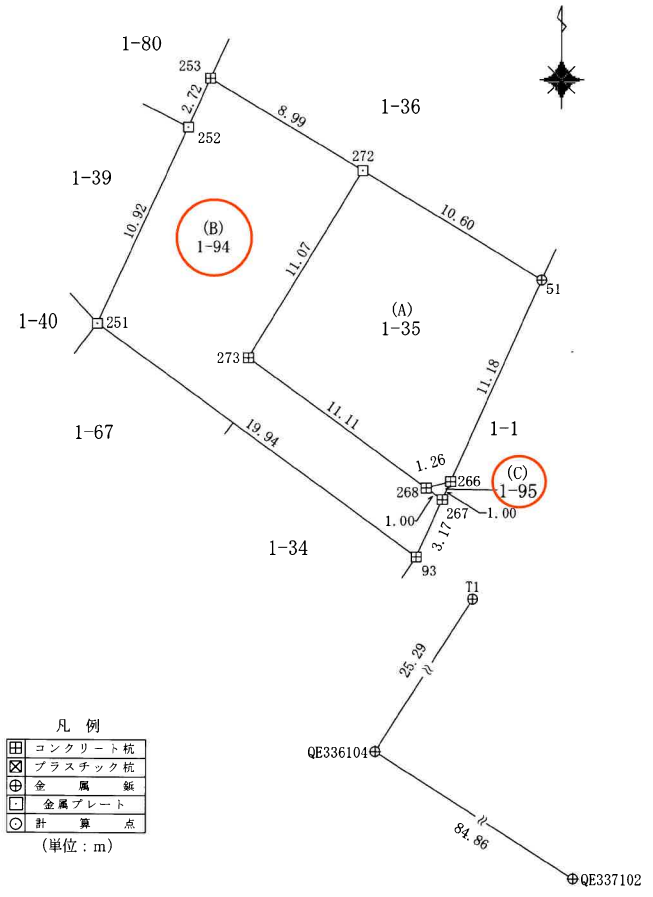 1-80
253
2.72
8.99
1-36
252
272
1-39
10.92
(B)
1-94
10.60
11.07
51
(A)
1-35
1-40
251
273
11.18
11.11
1-67
19.94
1-1
1.26
266
(C)
1-95
268
267
1.00
1.00
3.17
1-34
93
T1
25.29
QE336104
84.86
QE337102
凡 例
コンクリート杭
プラスチック杭
金 属 鋲
金属プレート
計 算 点
(単位：m)